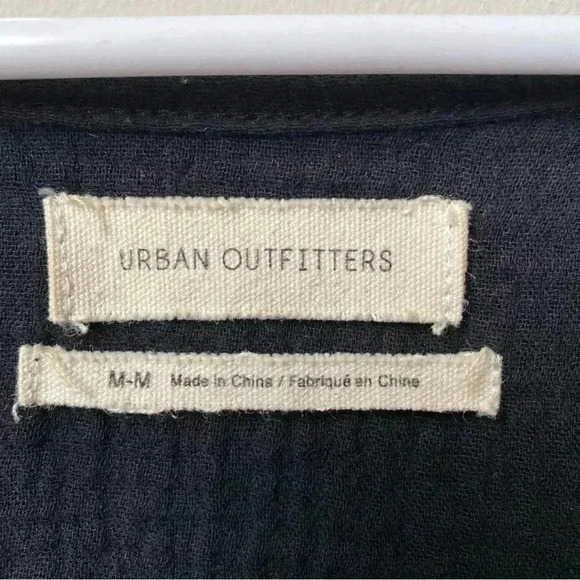 URBAN OUTFITTERS
M-M Made in China / Fabriqué en Chine